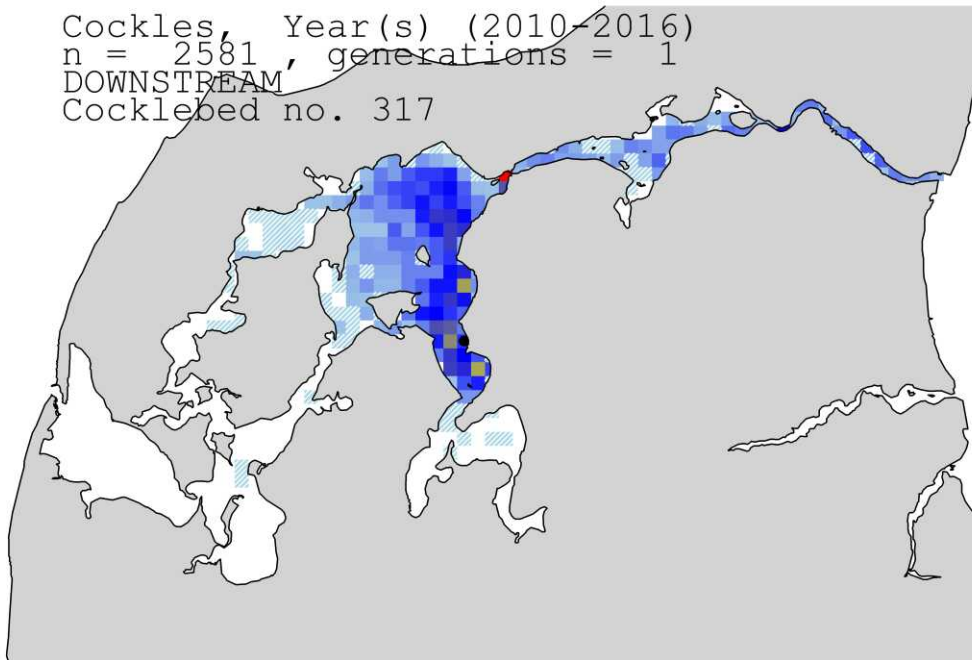 Cockles, Year(s) (2010-2016)
n = 2581 , generations = 1
DOWNSTREAM
Cocklebed no. 317